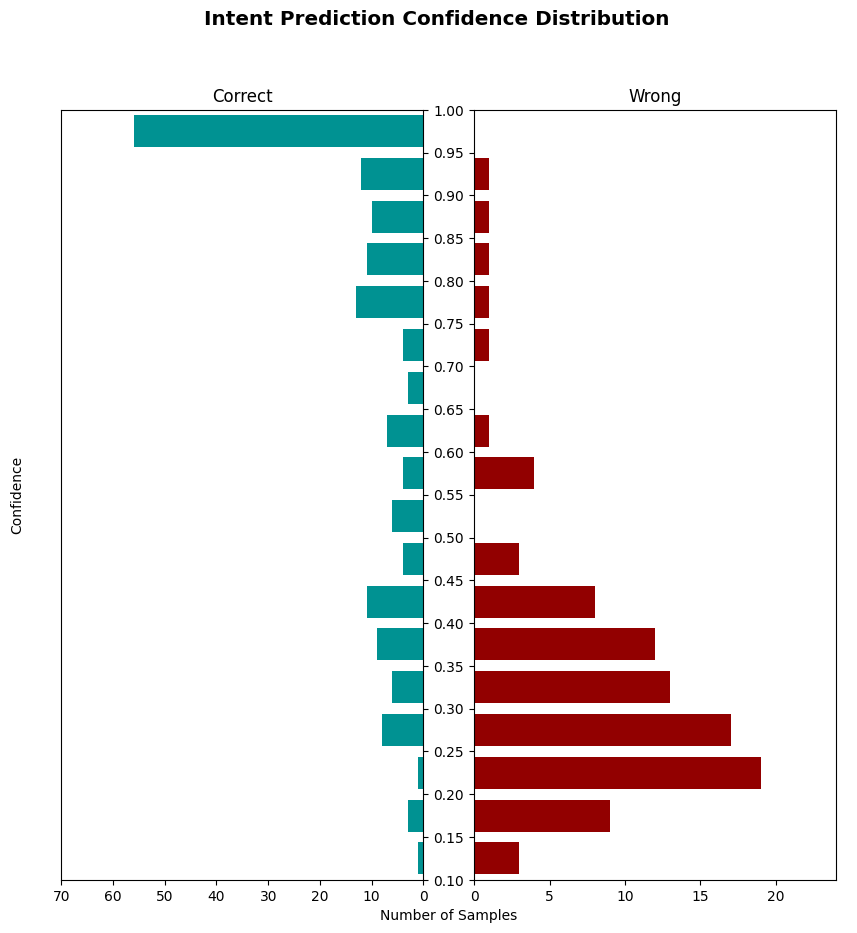 Intent Prediction Confidence Distribution
Correct
Wrong
1.00
0.95
0.90
0.85
0.80
0.75
0.70
0.65
0.60
0.55
0.50
0.45
0.40
0.35
0.30
0.25
0.20
0.15
0.10
Confidence
70 60 50 40 30 20 10 0
0 5 10 15 20
Number of Samples